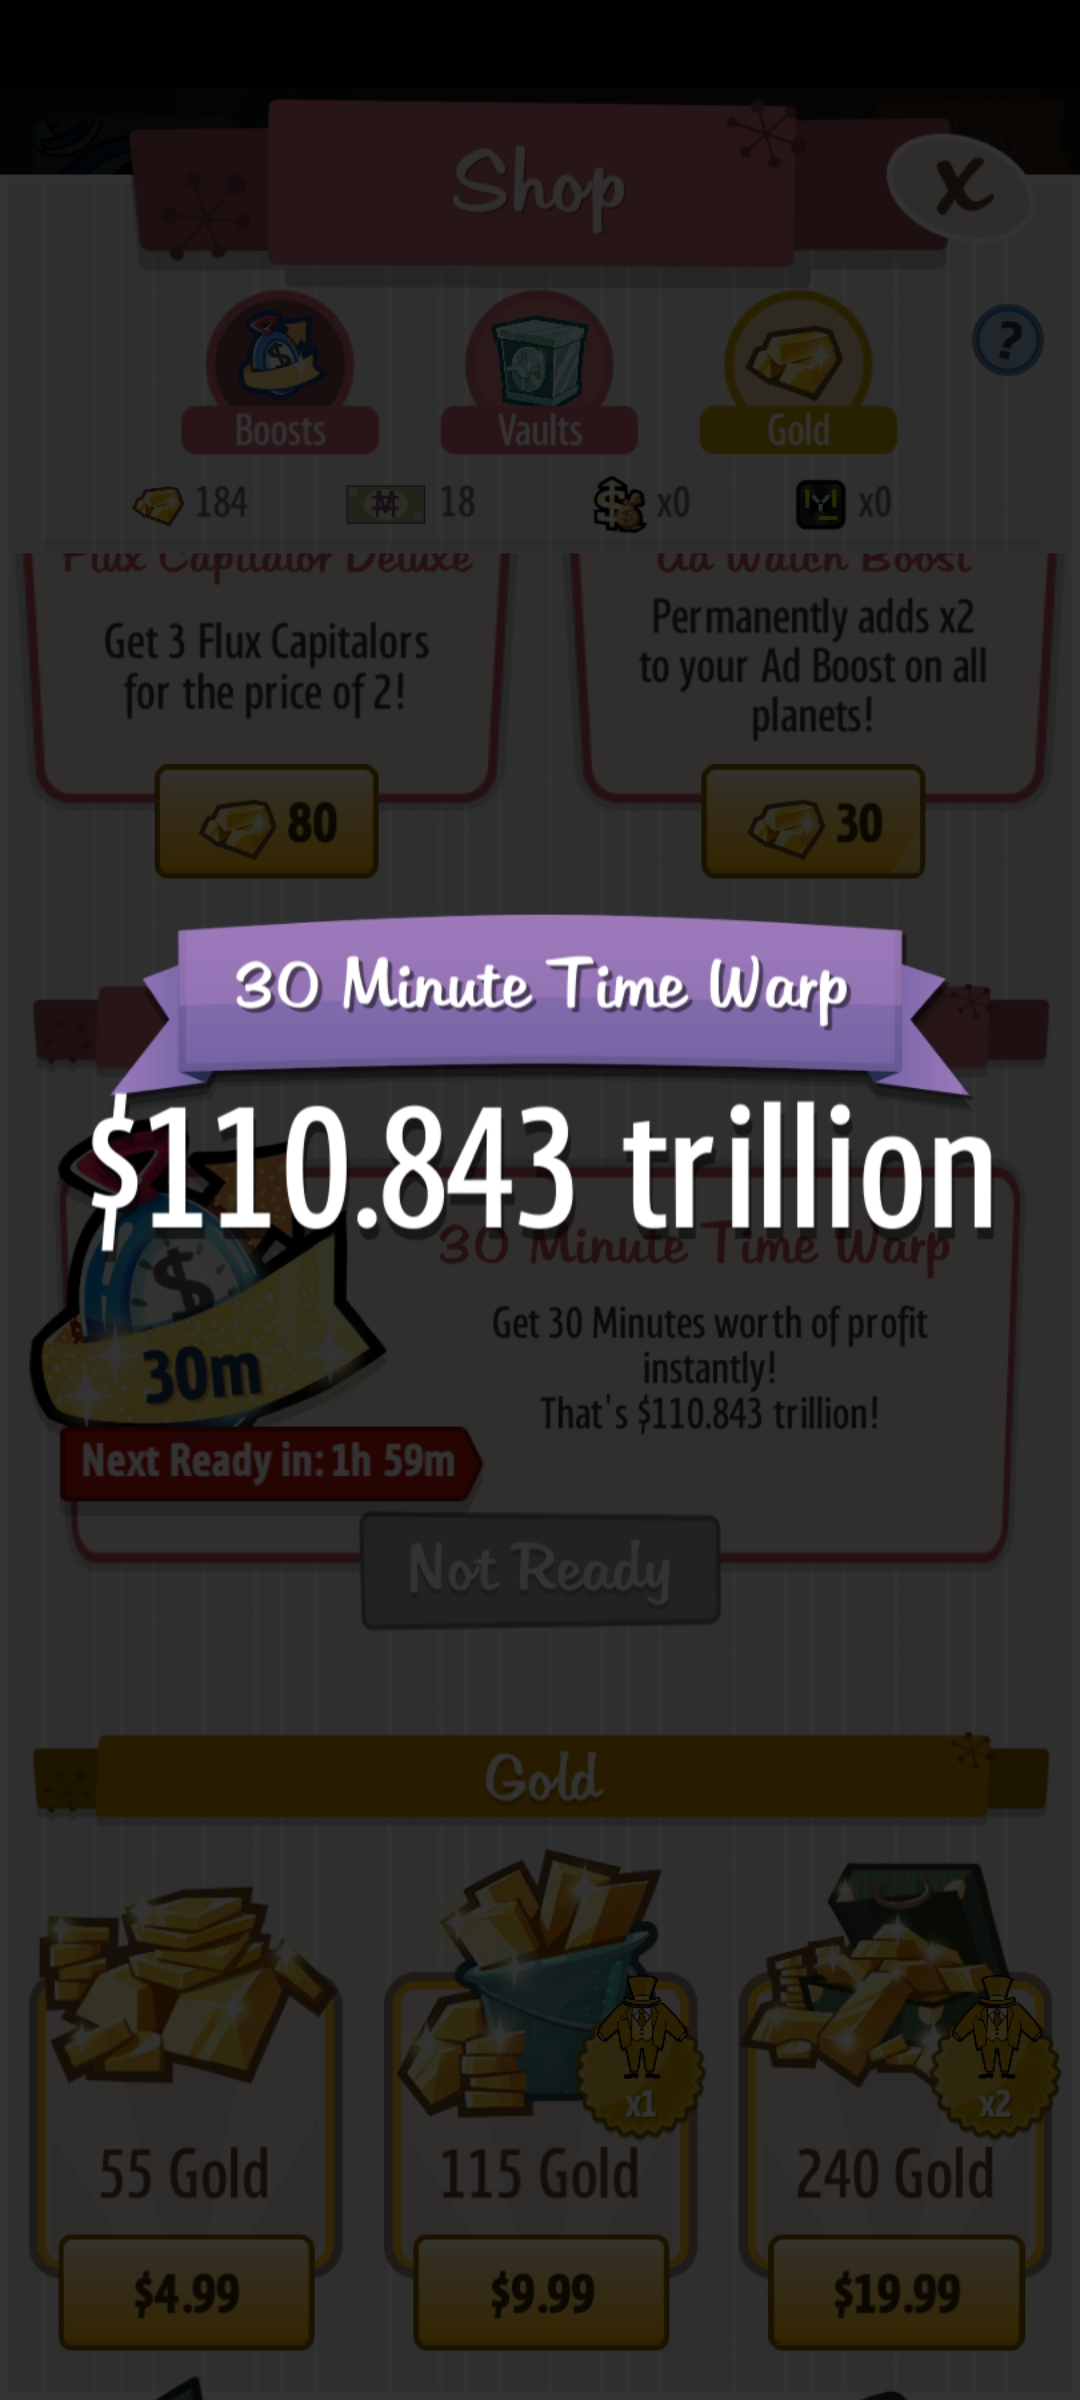 Shop
X
?
Boosts
Vaults
Gold
184
18
x0
x0
Flux Capitalor Deluxe
Ad Watch Boost
Get 3 Flux Capitalors
for the price of 2!
Permanently adds x2
to your Ad Boost on all
planets!
80
30
30 Minute Time Warp
$110.843 trillion
30 Minute Time Warp
$
30m
Get 30 Minutes worth of profit
instantly!
That's $110.843 trillion!
Next Ready in: 1h 59m
Not Ready
Gold
x1
x2
55 Gold
115 Gold
240 Gold
$4.99
$9.99
$19.99